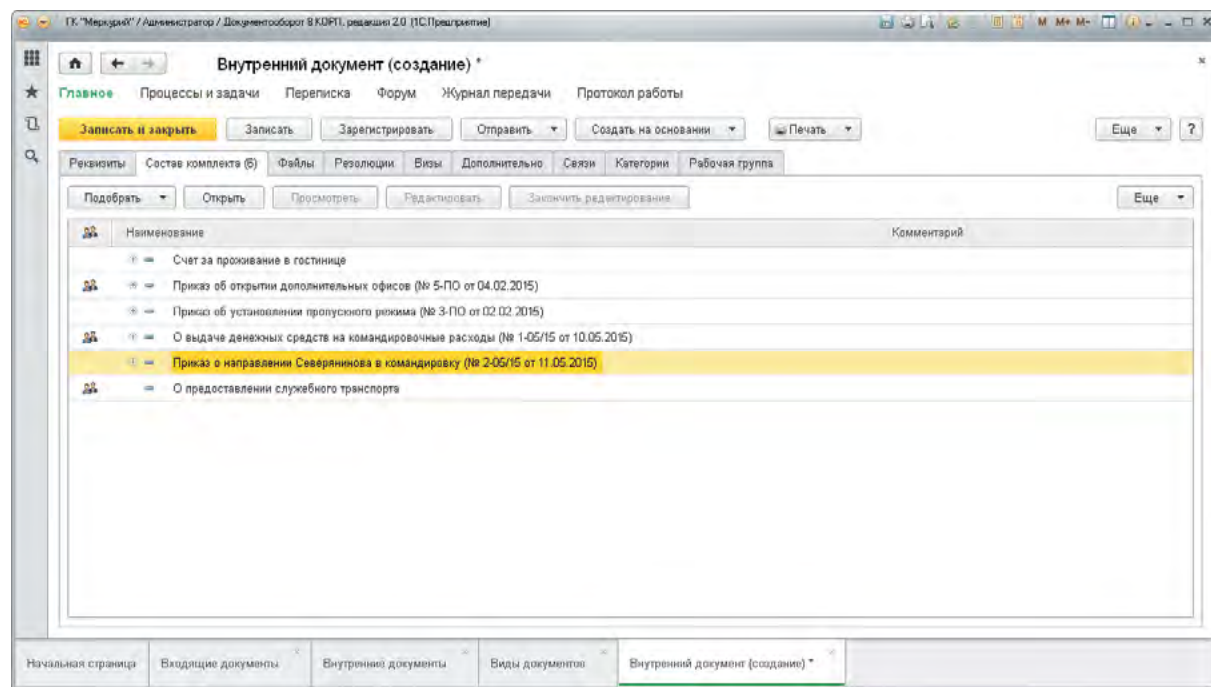 ГК "Меркурий" / Администратор / Документооборот 8 КОРП, редакция 2.0 (1С:Предприятие) M M+ M-
Внутренний документ (создание) *
Главное Процессы и задачи Переписка Форум Журнал передачи Протокол работы
Записать и закрыть Записать Зарегистрировать Отправить Создать на основании Печать Еще ?
Реквизиты Состав комплекта (6) Файлы Резолюции Визы Дополнительно Связи Категории Рабочая группа
Подобрать Открыть Просмотреть Редактировать Закончить редактирование Еще
Наименование Комментарий
Счет за проживание в гостинице
Приказ об открытии дополнительных офисов (№ 5-ПО от 04.02.2015)
Приказ об установлении пропускного режима (№ 3-ПО от 02.02.2015)
О выдаче денежных средств на командировочные расходы (№ 1-05/15 от 10.05.2015)
Приказ о направлении Северянинова в командировку (№ 2-05/15 от 11.05.2015)
О предоставлении служебного транспорта
Начальная страница Входящие документы Внутренние документы Виды документов Внутренний документ (создание) *